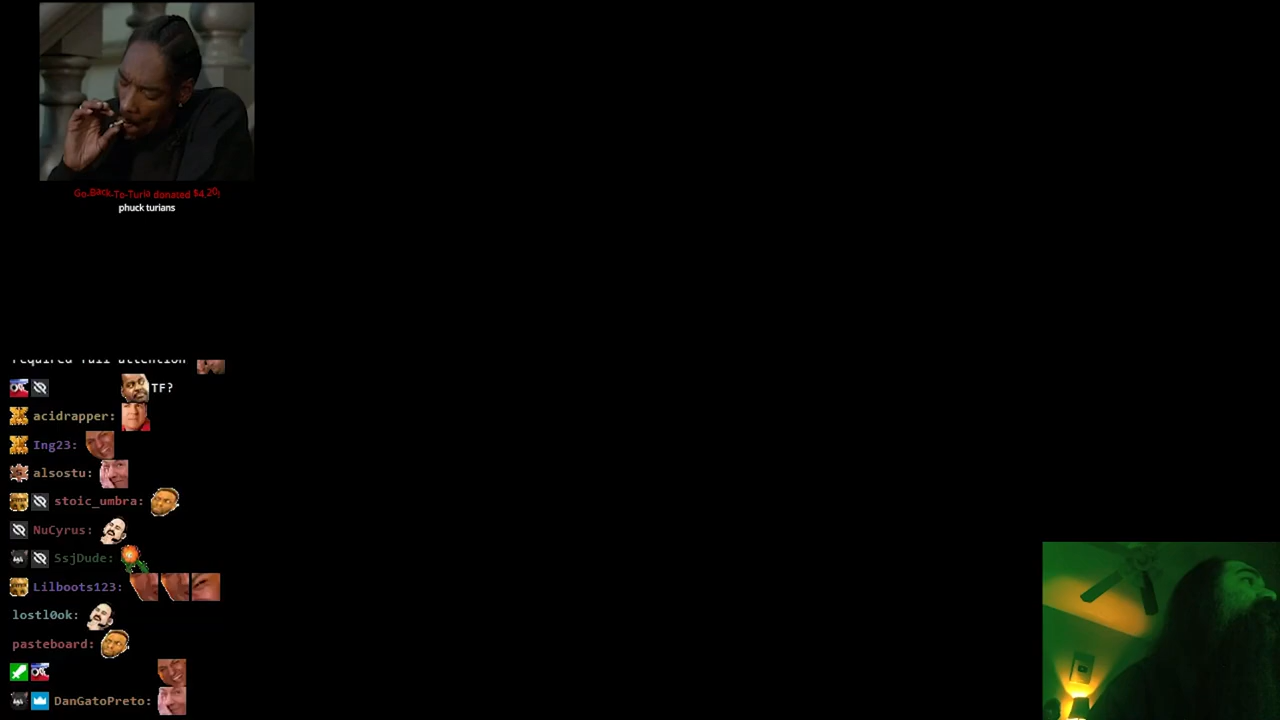 Go-Back-To-Turia donated $4.20!
phuck turians
required full attention
TF?
acidrapper:
Ing23:
alsostu:
stoic_umbra:
NuCyrus:
SsjDude:
Lilboots123:
lostl0ok:
pasteboard:
DanGatoPreto: